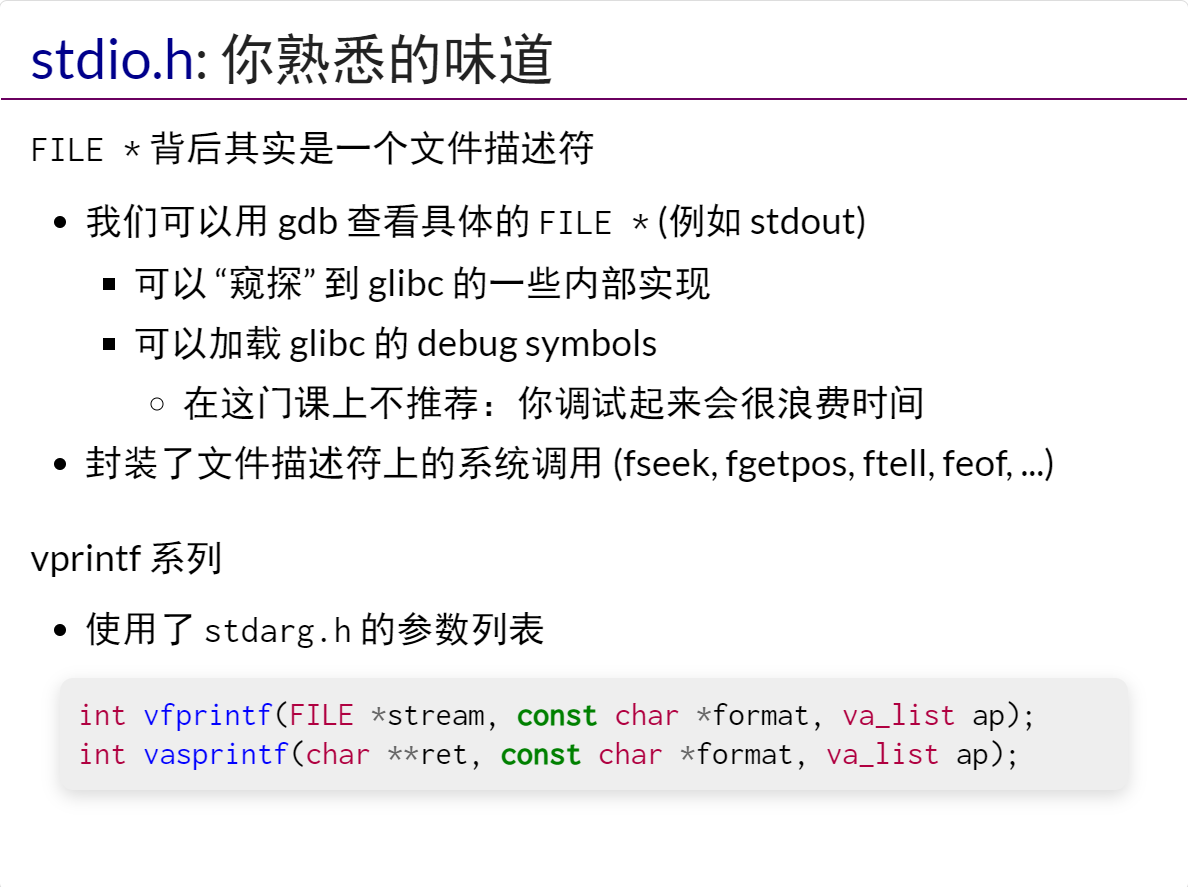 stdio.h: 你熟悉的味道
FILE * 背后其实是一个文件描述符
• 我们可以用 gdb 查看具体的 FILE * (例如 stdout)
▪ 可以 “窥探” 到 glibc 的一些内部实现
▪ 可以加载 glibc 的 debug symbols
◦ 在这门课上不推荐：你调试起来会很浪费时间
• 封装了文件描述符上的系统调用 (fseek, fgetpos, ftell, feof, ...)
vprintf 系列
• 使用了 stdarg.h 的参数列表
int vfprintf(FILE *stream, const char *format, va_list ap);
int vasprintf(char **ret, const char *format, va_list ap);